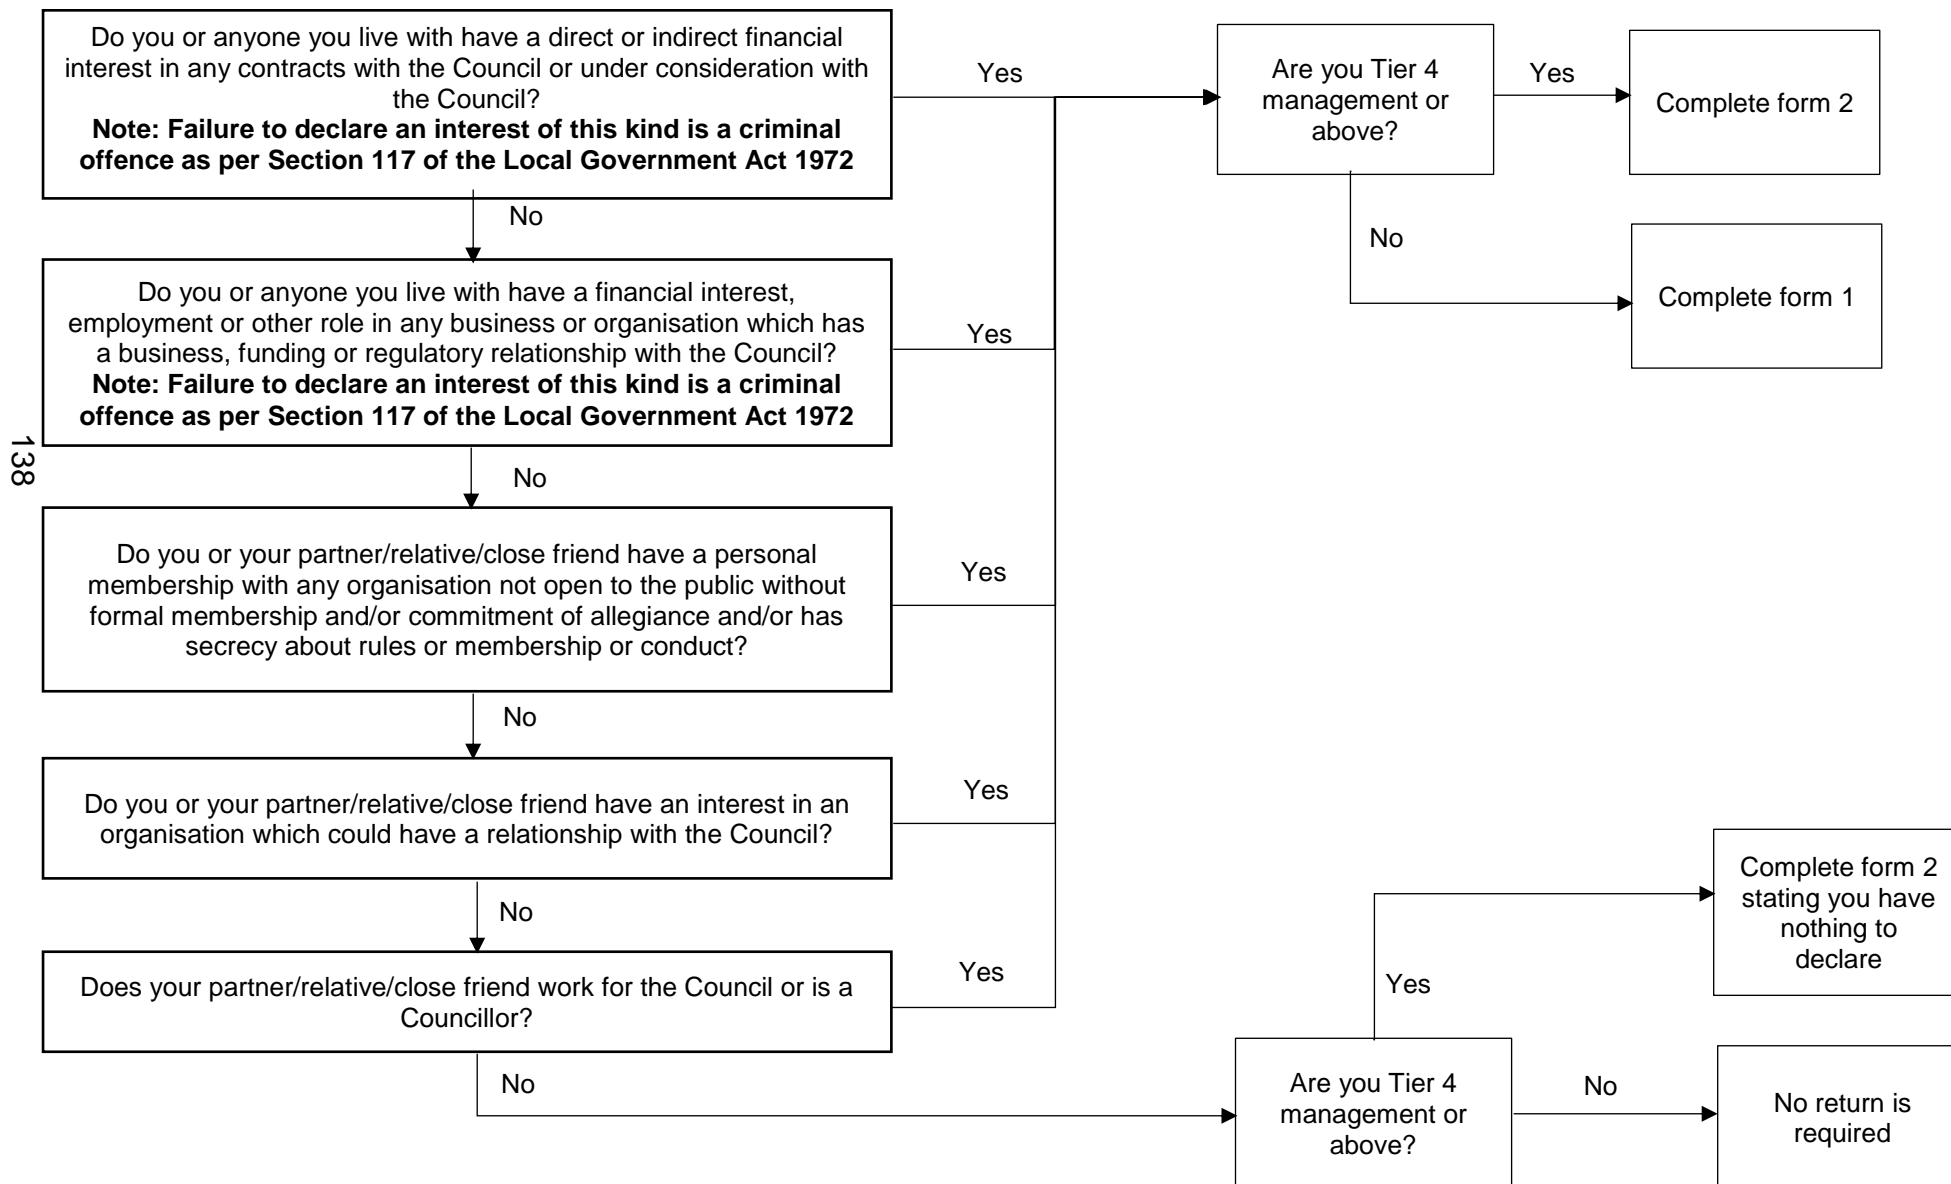 Do you or anyone you live with have a direct or indirect financial
interest in any contracts with the Council or under consideration with
the Council?
Note: Failure to declare an interest of this kind is a criminal
offence as per Section 117 of the Local Government Act 1972
Yes
Are you Tier 4
management or
above?
Yes
Complete form 2
No
Complete form 1
No
Do you or anyone you live with have a financial interest,
employment or other role in any business or organisation which has
a business, funding or regulatory relationship with the Council?
Note: Failure to declare an interest of this kind is a criminal
offence as per Section 117 of the Local Government Act 1972
Yes
138
No
Do you or your partner/relative/close friend have a personal
membership with any organisation not open to the public without
formal membership and/or commitment of allegiance and/or has
secrecy about rules or membership or conduct?
Yes
No
Do you or your partner/relative/close friend have an interest in an
organisation which could have a relationship with the Council?
Yes
No
Does your partner/relative/close friend work for the Council or is a
Councillor?
Yes
No
Are you Tier 4
management or
above?
Yes
Complete form 2
stating you have
nothing to
declare
No
No return is
required